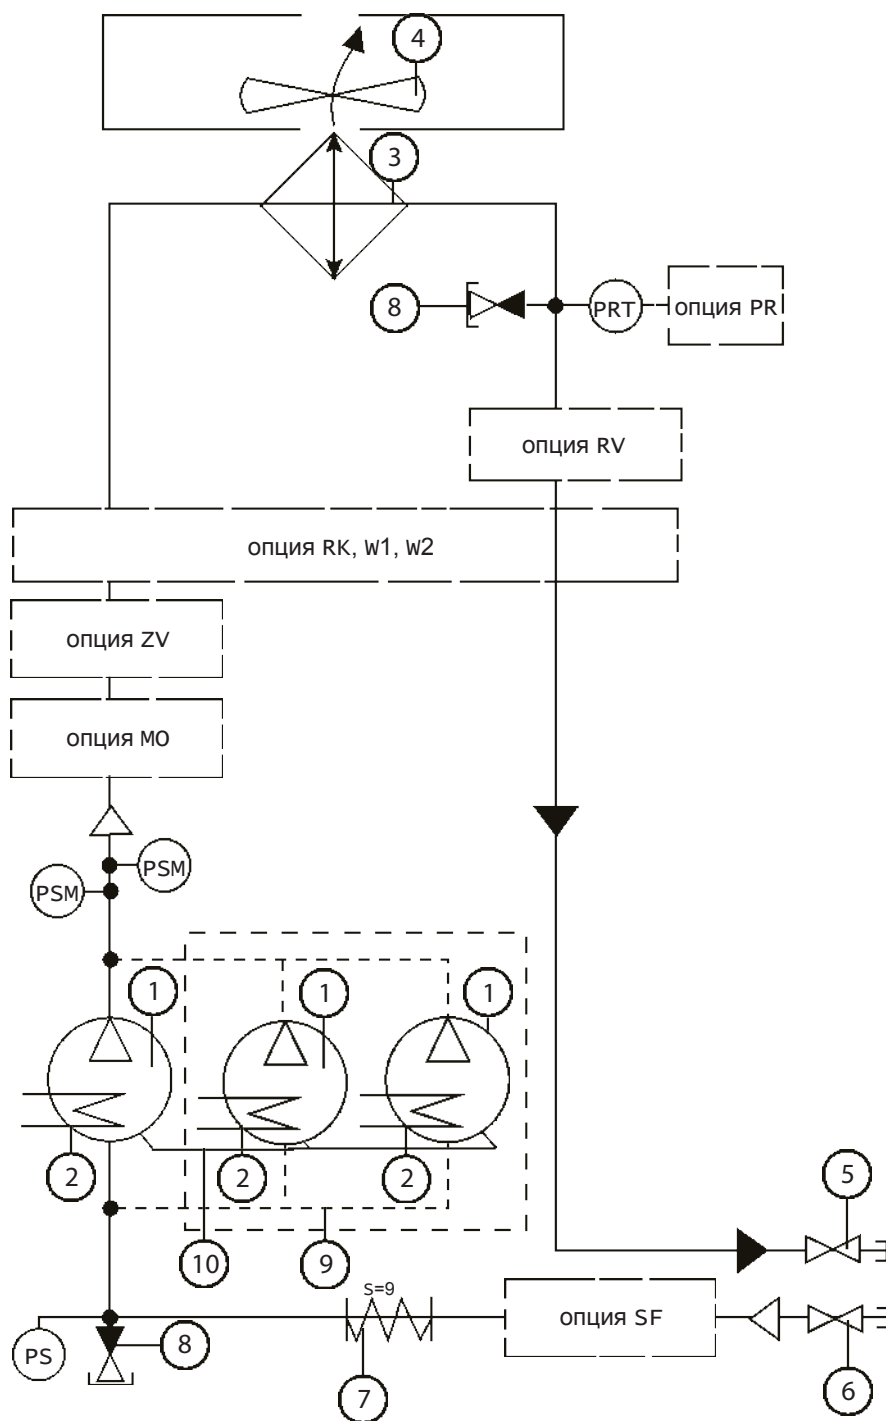 4
3
8
PRT
опция PR
опция RV
опция RK, W1, W2
опция ZV
опция MO
PSM
PSM
1
1
1
2
2
2
5
10
9
S=9
опция SF
PS
8
7
6